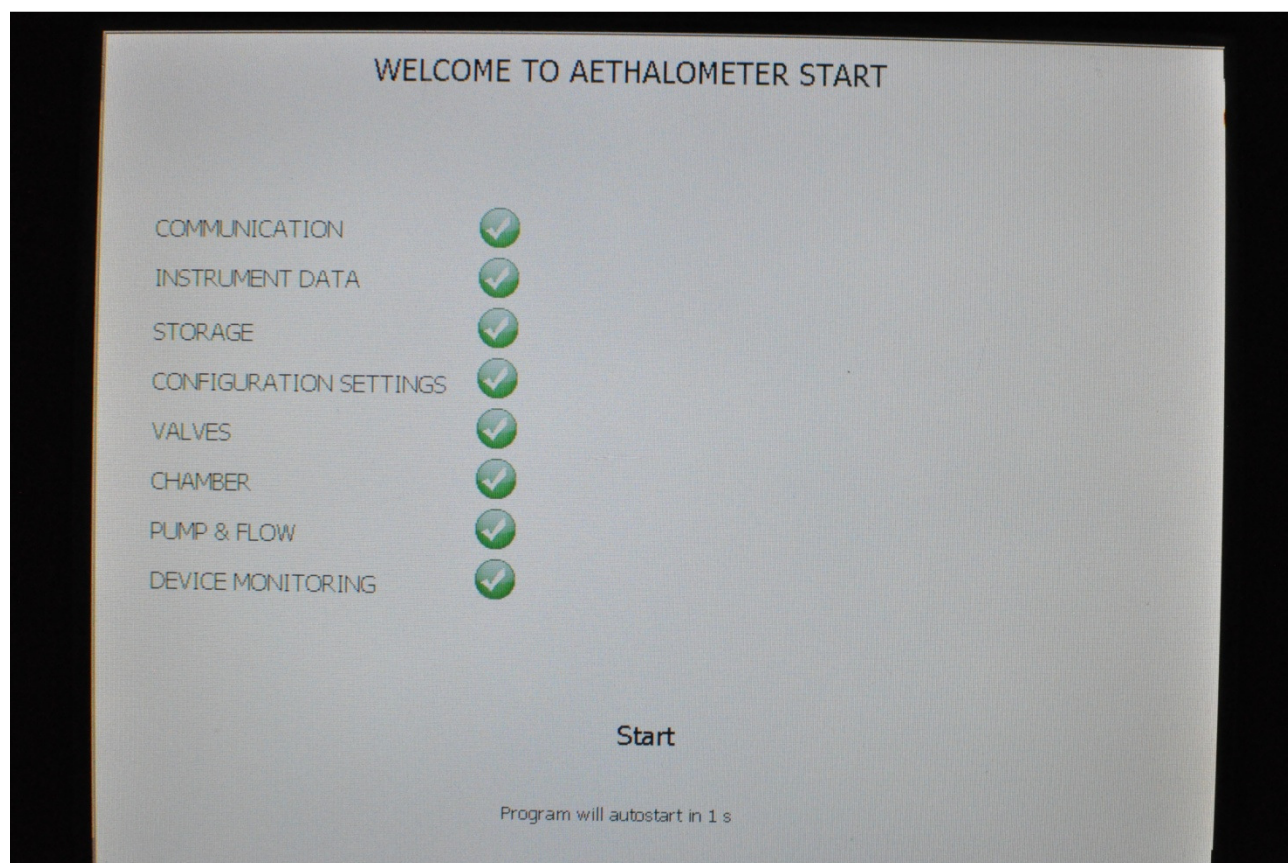 WELCOME TO AETHALOMETER START
COMMUNICATION
INSTRUMENT DATA
STORAGE
CONFIGURATION SETTINGS
VALVES
CHAMBER
PUMP & FLOW
DEVICE MONITORING
Start
Program will autostart in 1 s